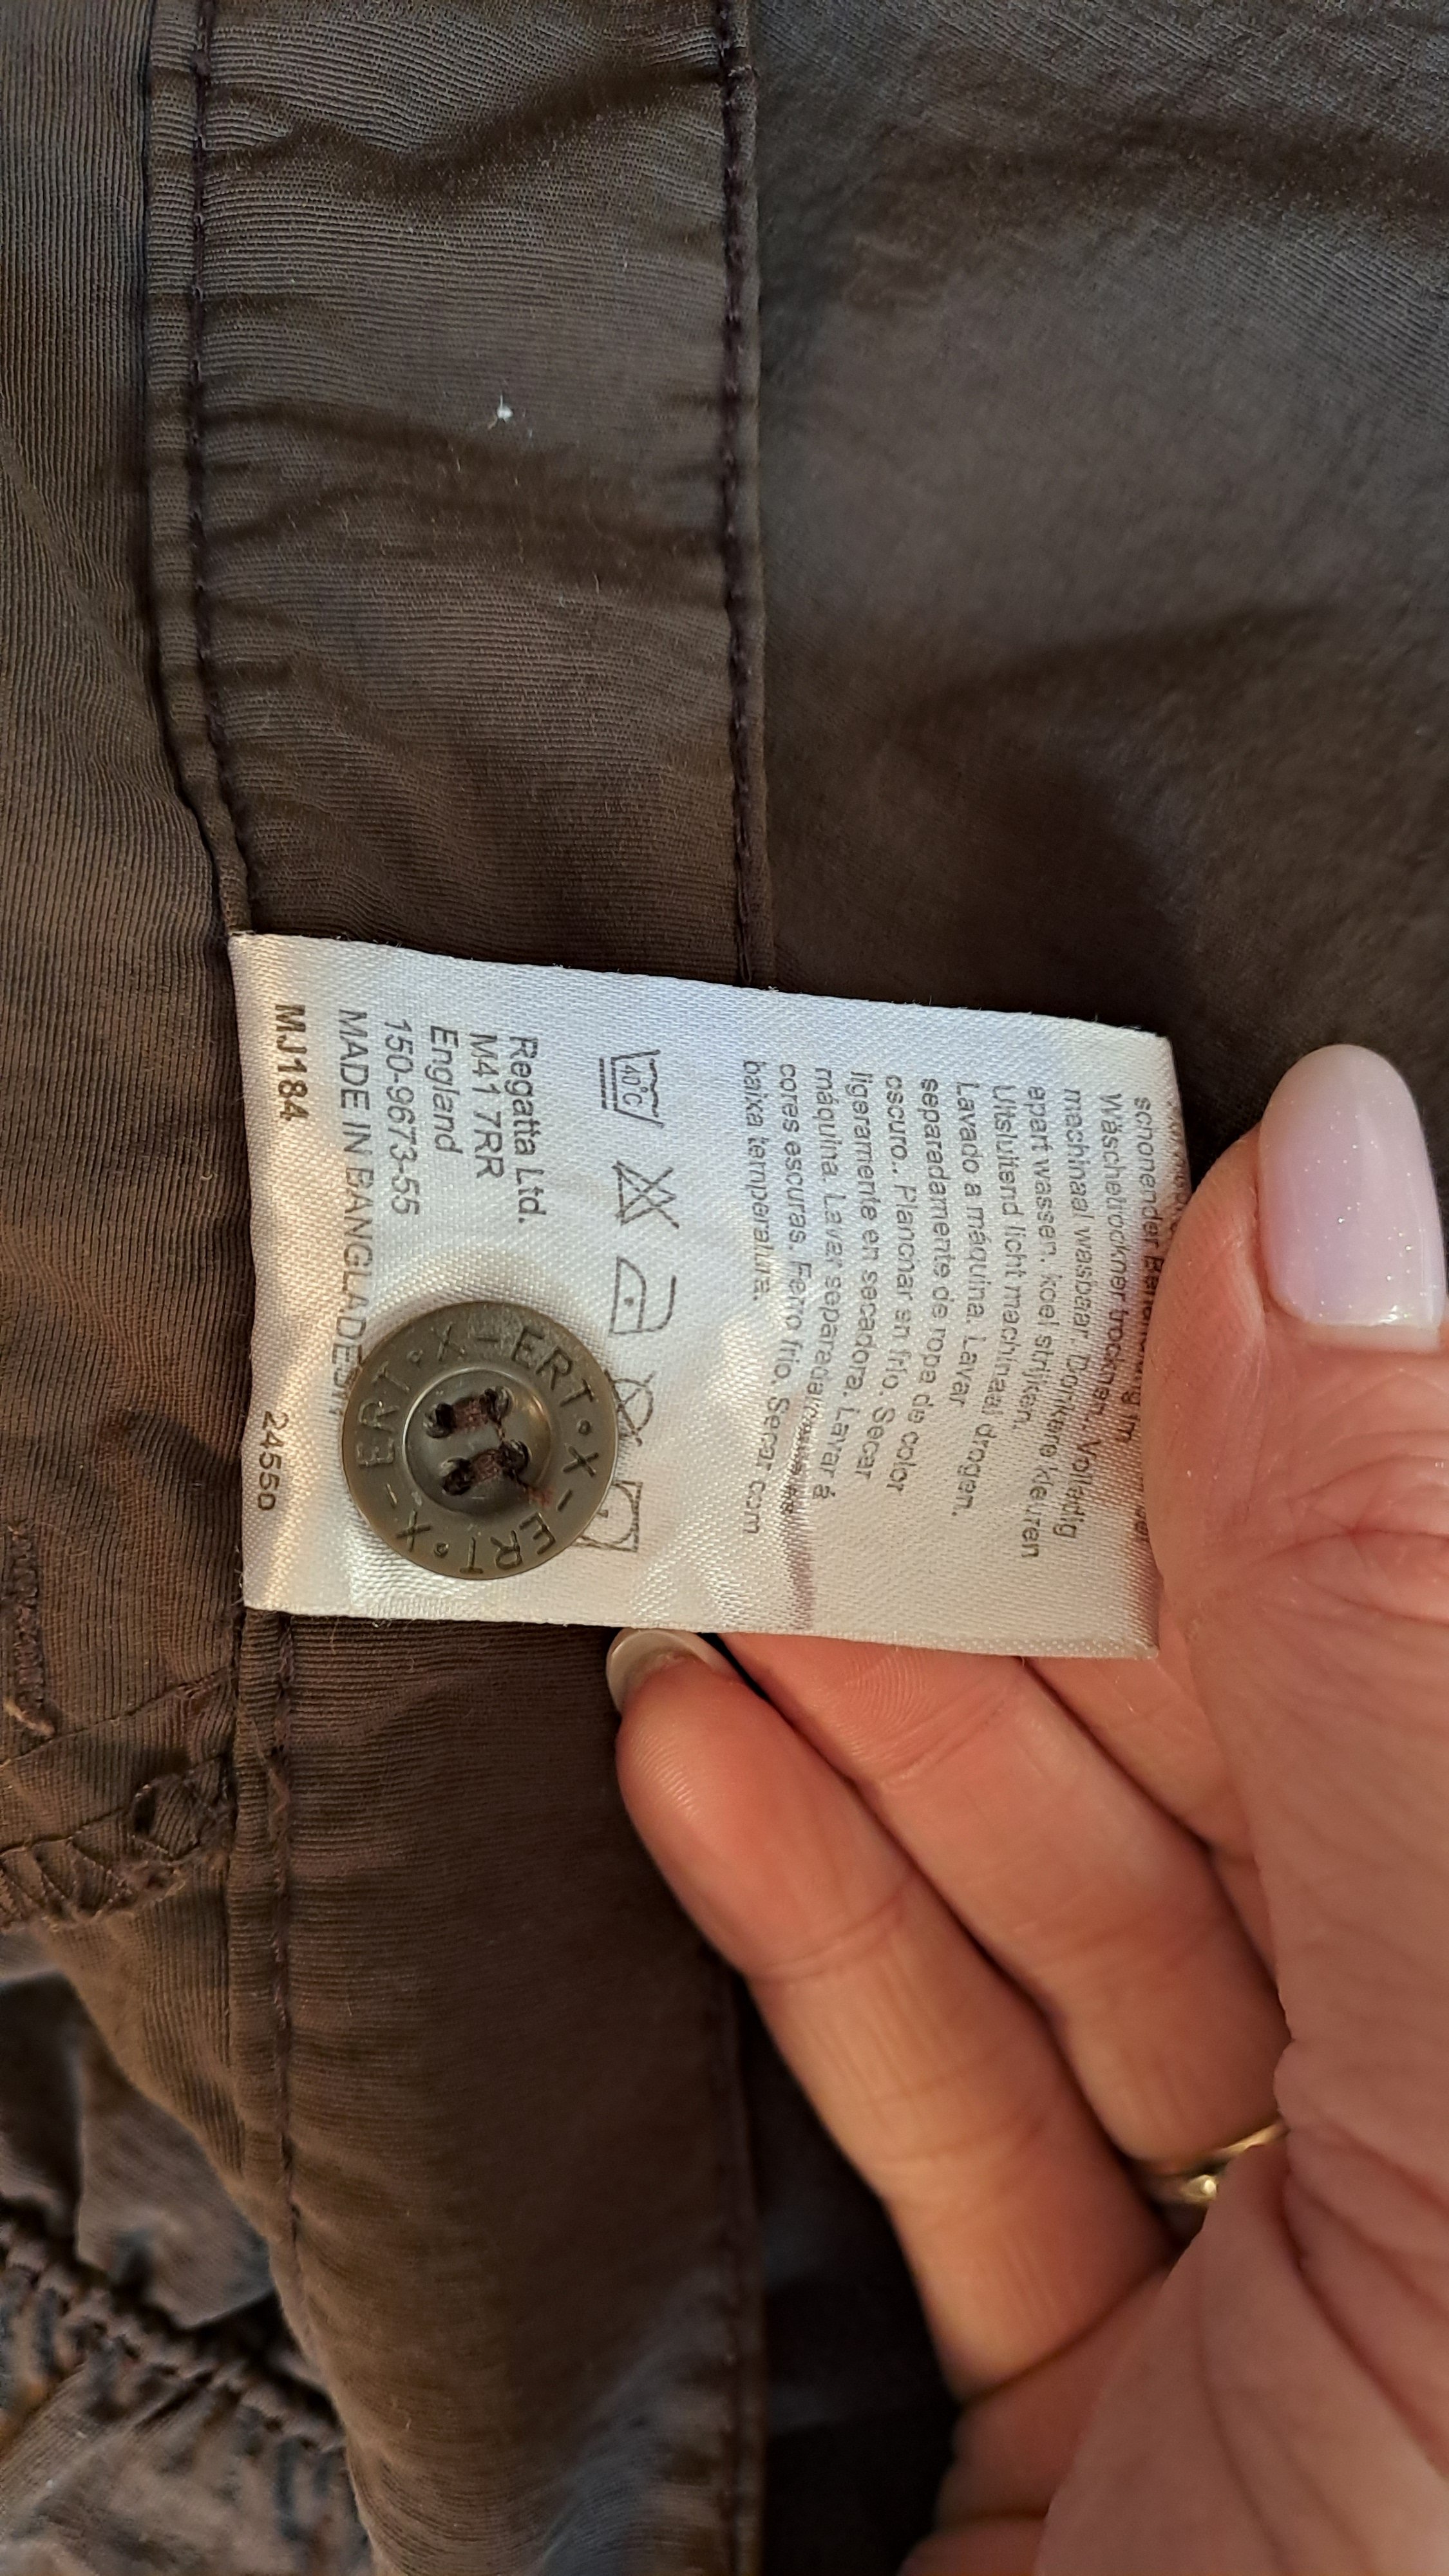 schonender Behandlung im
Wäschetrockner trocknen. Volledig
machinaal wasbaar. Donkere kleuren
apart wassen. koel strijken.
Uitsluitend licht machinaal drogen.
Lavado a máquina. Lavar
separadamente de ropa de color
oscuro.. Planchar en frio. Secar
ligeramente en secadora. Lavar á
máquina. Lavar separadamente
cores escuras. Ferro frio. Secar com
baixa temperatura.
40°C
Regatta Ltd.
M41 7RR
England
150-9673-55
MADE IN BANGLADESH
MJ184 24550
X-ERT•X-ERT•X-ERT•